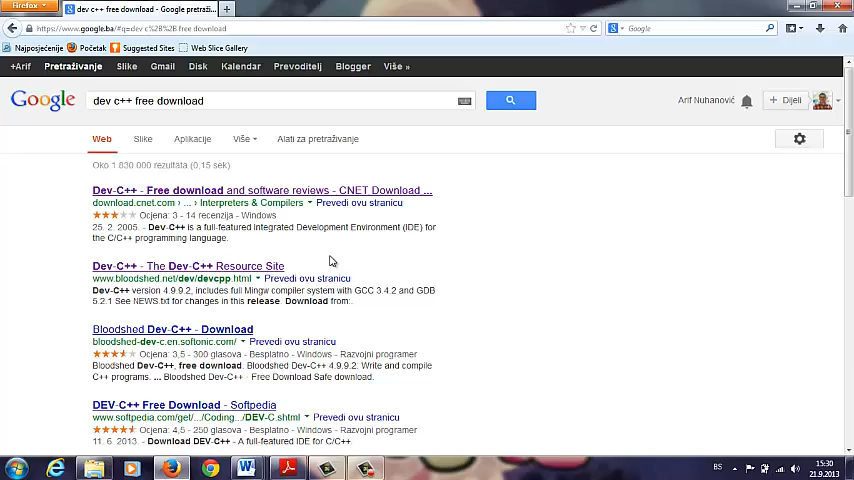 Firefox
dev c++ free download - Google pretraži...
https://www.google.ba/#q=dev c%2B%2B free download
Google
Najposjećenije Početak Suggested Sites Web Slice Gallery
+Arif Pretraživanje Slike Gmail Disk Kalendar Prevoditelj Blogger Više »
Google
dev c++ free download
Arif Nuhanović
+ Dijeli
Web Slike Aplikacije Više Alati za pretraživanje
Oko 1 830 000 rezultata (0,15 sek)
Dev-C++ - Free download and software reviews - CNET Download ...
download.cnet.com › ... › Interpreters & Compilers Prevedi ovu stranicu
Ocjena: 3 - 14 recenzija - Windows
25. 2. 2005. - Dev-C++ is a full-featured Integrated Development Environment (IDE) for
the C/C++ programming language.
Dev-C++ - The Dev-C++ Resource Site
www.bloodshed.net/dev/devcpp.html Prevedi ovu stranicu
Dev-C++ version 4.9.9.2, includes full Mingw compiler system with GCC 3.4.2 and GDB
5.2.1 See NEWS.txt for changes in this release. Download from:.
Bloodshed Dev-C++ - Download
bloodshed-dev-c.en.softonic.com/ Prevedi ovu stranicu
Ocjena: 3,5 - 300 glasova - Besplatno - Windows - Razvojni programer
Bloodshed Dev-C++, free download. Bloodshed Dev-C++ 4.9.9.2: Write and compile
C++ programs. ... Bloodshed Dev-C++ · Free Download Safe download.
DEV-C++ Free Download - Softpedia
www.softpedia.com/get/.../Coding.../DEV-C.shtml Prevedi ovu stranicu
Ocjena: 4,5 - 250 glasova - Besplatno - Windows - Razvojni programer
11. 6. 2013. - Download DEV-C++ - A full-featured IDE for C/C++.
BS
15:30
21.9.2013